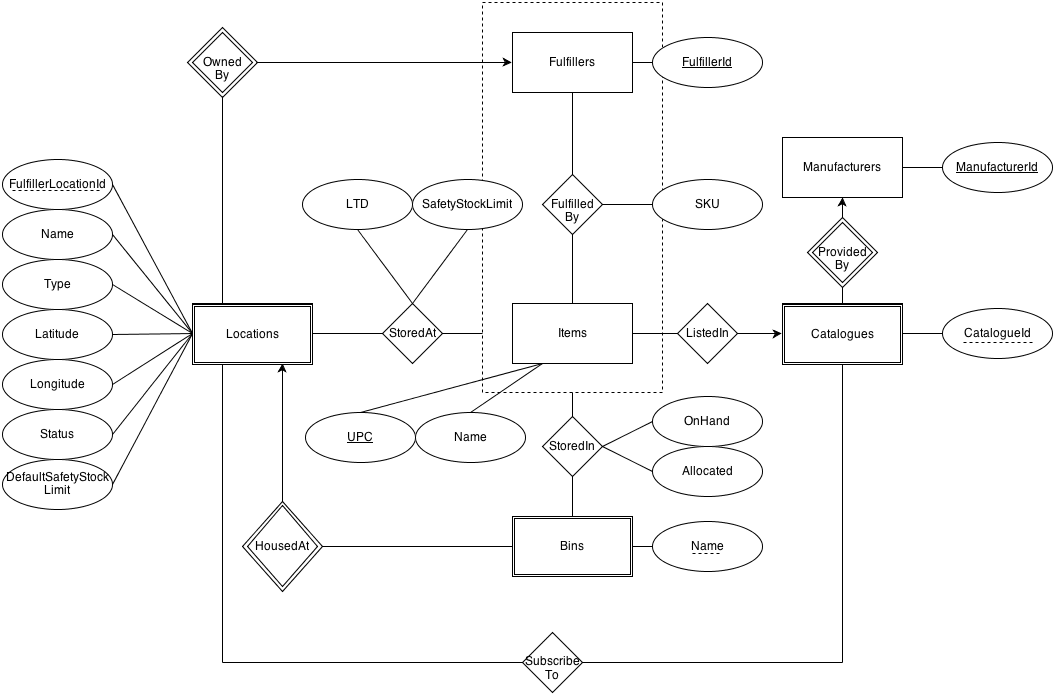 Owned
By
Fulfillers
FulfillerId
Manufacturers
ManufacturerId
FulfillerLocationId
Name
Type
Latitude
Longitude
Status
DefaultSafetyStock
Limit
LTD
SafetyStockLimit
Fulfilled
By
SKU
Provided
By
Locations
StoredAt
Items
ListedIn
Catalogues
CatalogueId
UPC
Name
StoredIn
OnHand
Allocated
HousedAt
Bins
Name
Subscribe
To